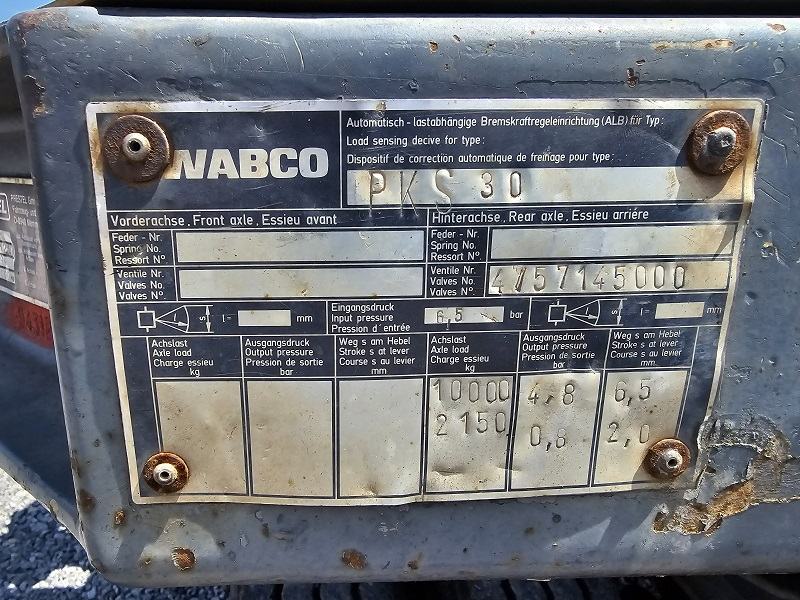 WABCO
Automatisch - lastabhängige Bremskraftregeleinrichtung (ALB) für Typ:
Load sensing decive for type:
Dispositif de correction automatique de freinage pour type:
PKS 30
Vorderachse, Front axle, Essieu avant
Hinterachse, Rear axle, Essieu arriére
Feder - Nr.
Spring No.
Ressort N°.
Feder - Nr.
Spring No.
Ressort N°.
Ventile Nr.
Valves No.
Valves N°.
Ventile Nr.
Valves No.
Valves N°.
4757145000
l = mm
Eingangsdruck
Input pressure
Pression d´entrée
6,5 bar
l = mm
Achslast
Axle load
Charge essieu
kg
Ausgangsdruck
Output pressure
Pression de sortie
bar
Weg s am Hebel
Stroke s at lever
Course s au levier
mm
Achslast
Axle load
Charge essieu
kg
Ausgangsdruck
Output pressure
Pression de sortie
bar
Weg s am Hebel
Stroke s at lever
Course s au levier
mm.
10000 4,8 6,5
2150 0,8 2,0